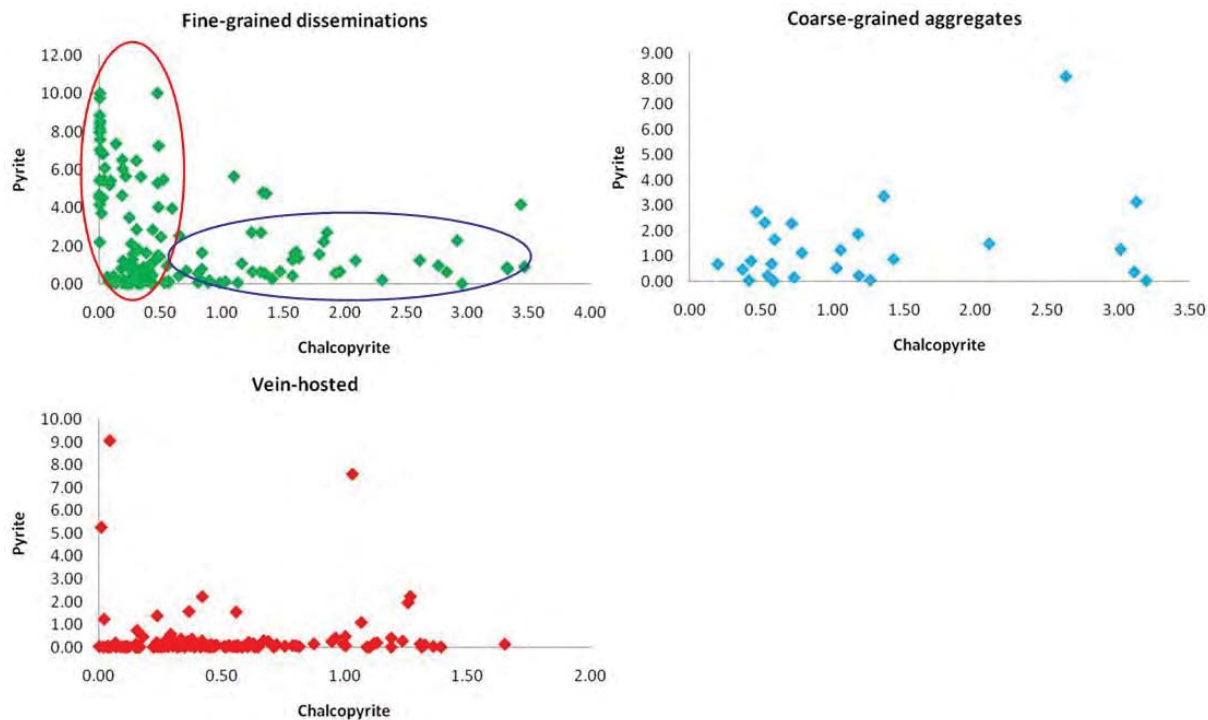 Fine-grained disseminations
12.00
10.00
8.00
6.00
4.00
2.00
0.00
Pyrite
0.00 0.50 1.00 1.50 2.00 2.50 3.00 3.50 4.00
Chalcopyrite
Coarse-grained aggregates
9.00
8.00
7.00
6.00
5.00
4.00
3.00
2.00
1.00
0.00
Pyrite
0.00 0.50 1.00 1.50 2.00 2.50 3.00 3.50
Chalcopyrite
Vein-hosted
10.00
9.00
8.00
7.00
6.00
5.00
4.00
3.00
2.00
1.00
0.00
Pyrite
0.00 0.50 1.00 1.50 2.00
Chalcopyrite